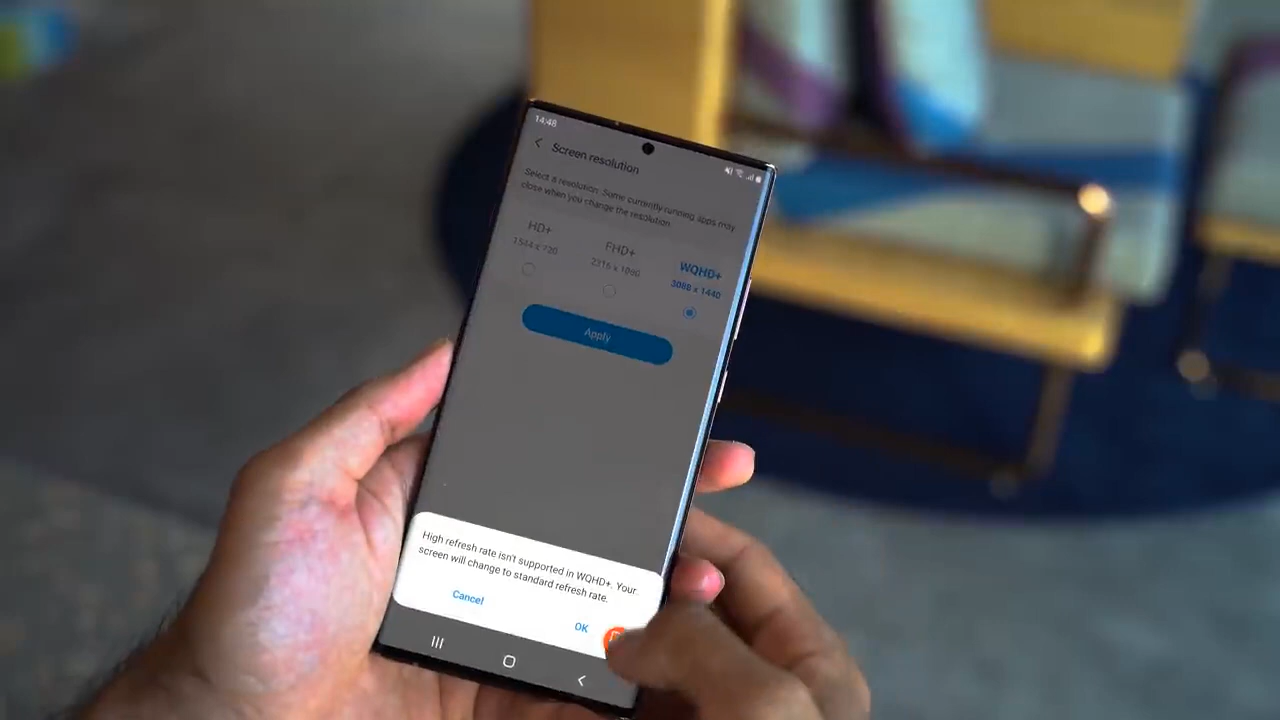 14:48
Screen resolution
Select a resolution. Some currently running apps may
close when you change the resolution.
HD+ FHD+ WQHD+
1544 x 720 2316 x 1080 3088 x 1440
Apply
High refresh rate isn't supported in WQHD+. Your
screen will change to standard refresh rate.
Cancel OK